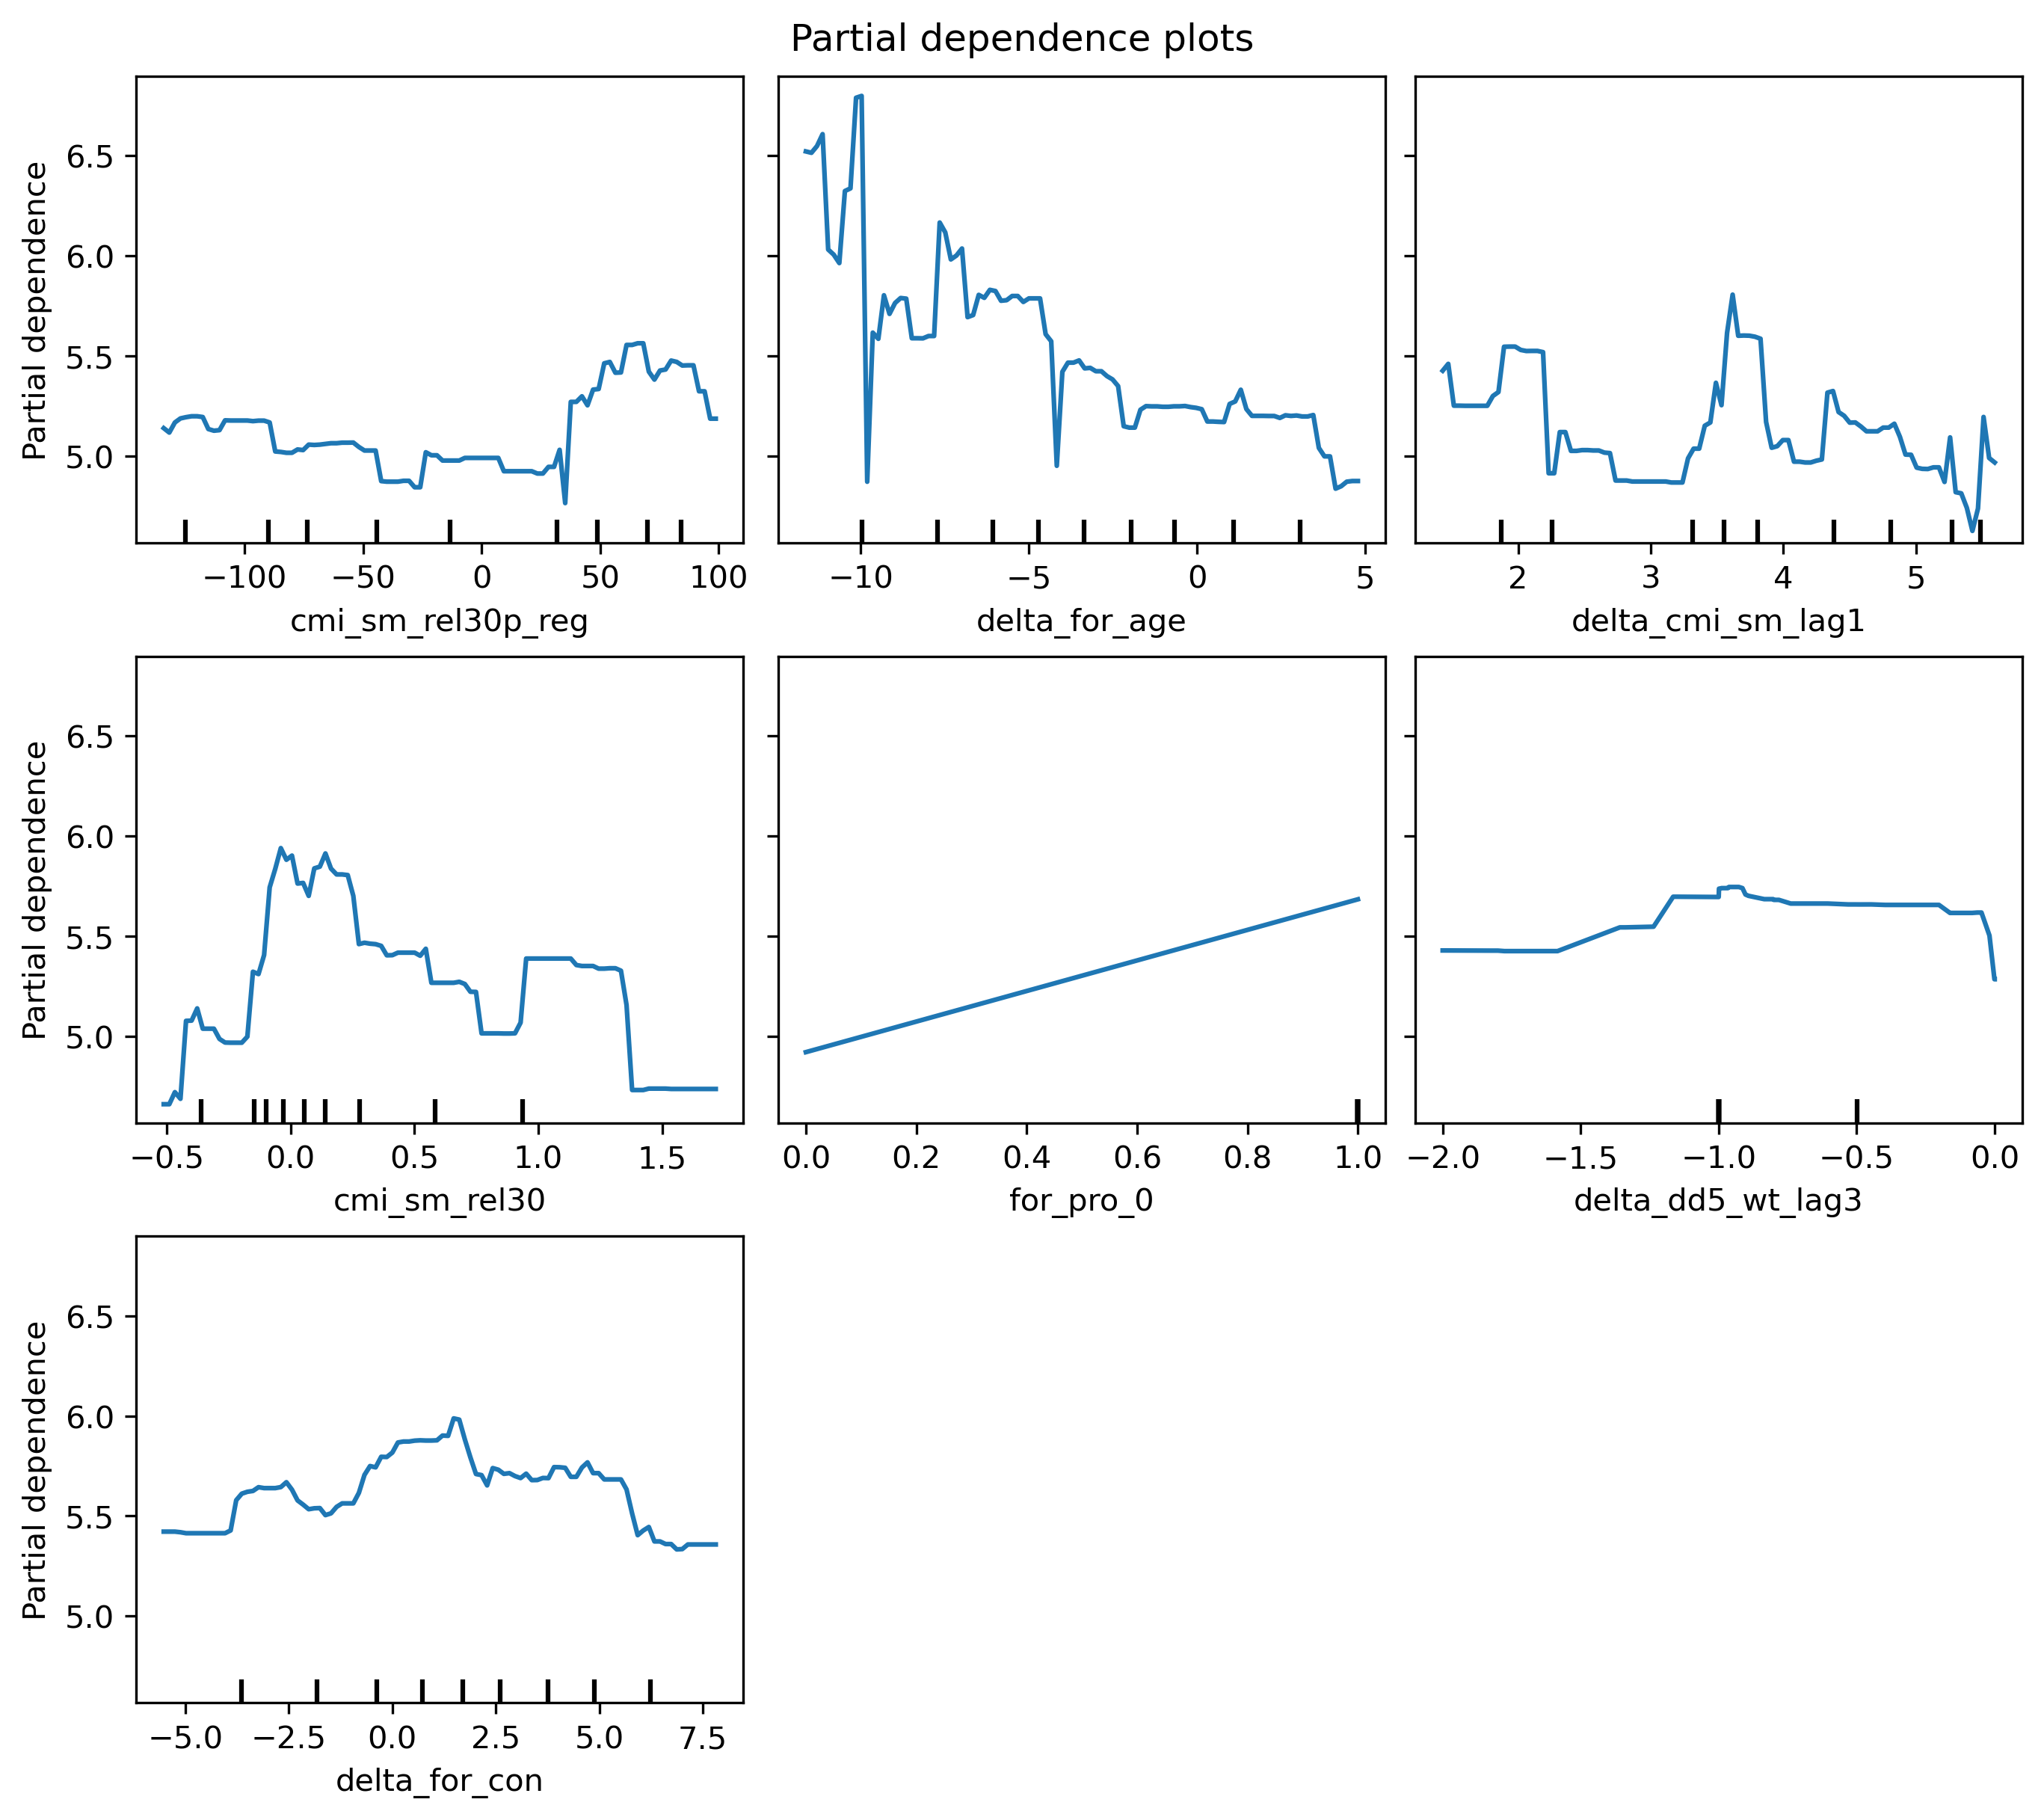 Partial dependence plots
Partial dependence
6.5
6.0
5.5
5.0
−100 −50 0 50 100
cmi_sm_rel30p_reg
−10 −5 0 5
delta_for_age
2 3 4 5
delta_cmi_sm_lag1
Partial dependence
6.5
6.0
5.5
5.0
−0.5 0.0 0.5 1.0 1.5
cmi_sm_rel30
0.0 0.2 0.4 0.6 0.8 1.0
for_pro_0
−2.0 −1.5 −1.0 −0.5 0.0
delta_dd5_wt_lag3
Partial dependence
6.5
6.0
5.5
5.0
−5.0 −2.5 0.0 2.5 5.0 7.5
delta_for_con